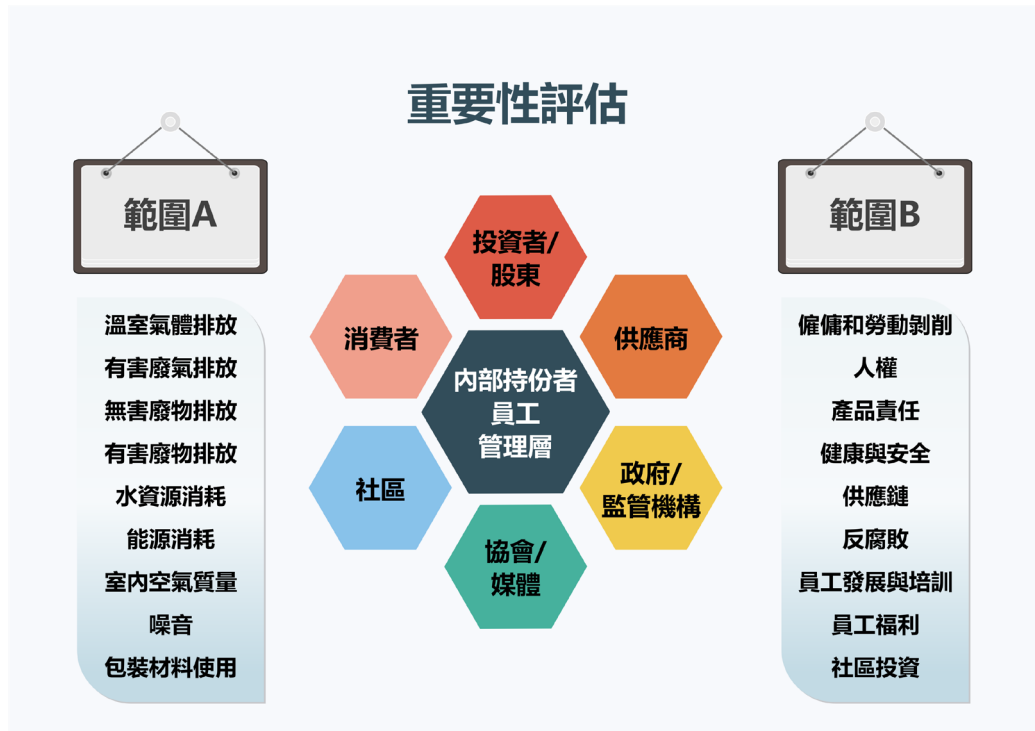 重要性評估
範圍A
溫室氣體排放
有害廢氣排放
無害廢物排放
有害廢物排放
水資源消耗
能源消耗
室內空氣質量
噪音
包裝材料使用
投資者/
股東
消費者
供應商
內部持份者
員工
管理層
社區
政府/
監管機構
協會/
媒體
範圍B
僱傭和勞動剝削
人權
產品責任
健康與安全
供應鏈
反腐敗
員工發展與培訓
員工福利
社區投資